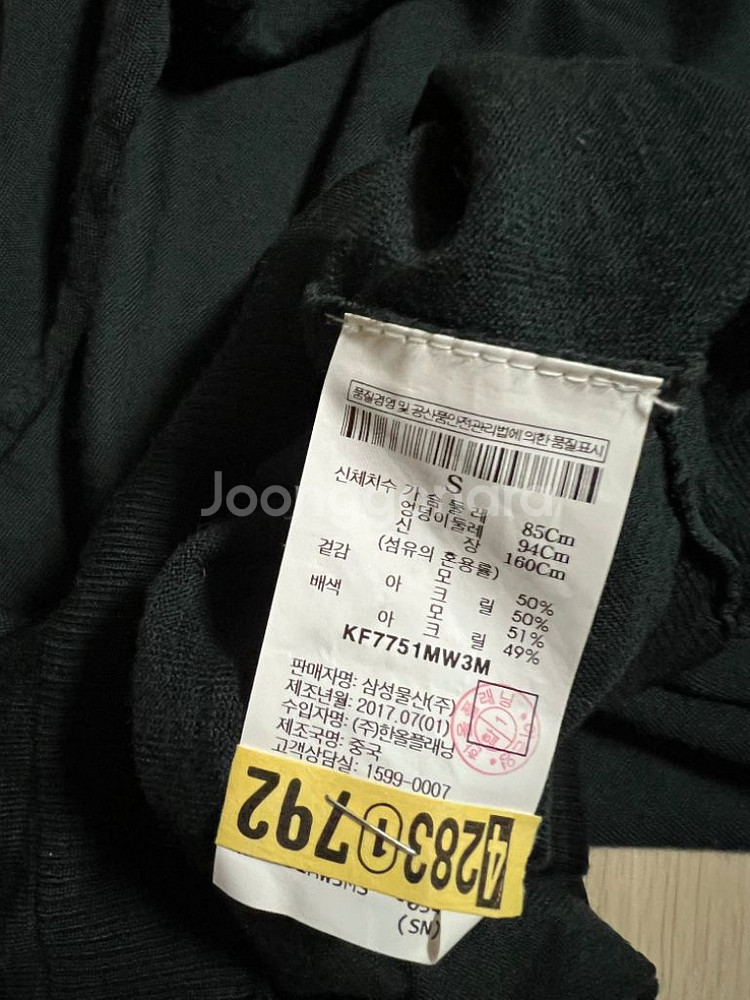 품질경영 및 공산품안전관리법에 의한 품질표시
S
신체치수 가 슴 둘 레 85Cm
엉덩이둘레 94Cm
신 장 160Cm
(섬유의 혼용률)
겉감 모 50%
아 크 릴 50%
배색 모 51%
아 크 릴 49%
KF7751MW3M
판매자명: 삼성물산(주)
제조년월: 2017.07(01)
수입자명: (주)한올플래닝
제조국명: 중국
고객상담실: 1599-0007
42831792
(SN)
Joonggonara